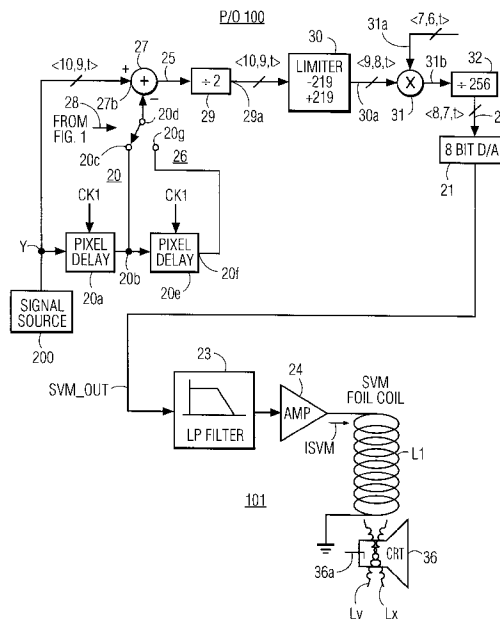 P/O 100
<10,9,t>
+
27
25
<10,9,t>
30
31a
<7,6,t>
+
÷2
LIMITER
-219
+219
<9,8,t>
X
31b
32
÷256
27b
28
FROM
FIG. 1
−
20d
20g
29
29a
30a
31
<8,7,t>
2
20c
20
26
8 BIT D/A
21
CK1
CK1
Y
PIXEL
DELAY
20b
PIXEL
DELAY
20f
20a
20e
SIGNAL
SOURCE
200
23
24
SVM
FOIL COIL
SVM_OUT
AMP
LP FILTER
ISVM
L1
101
36a
CRT
36
Lv
Lx